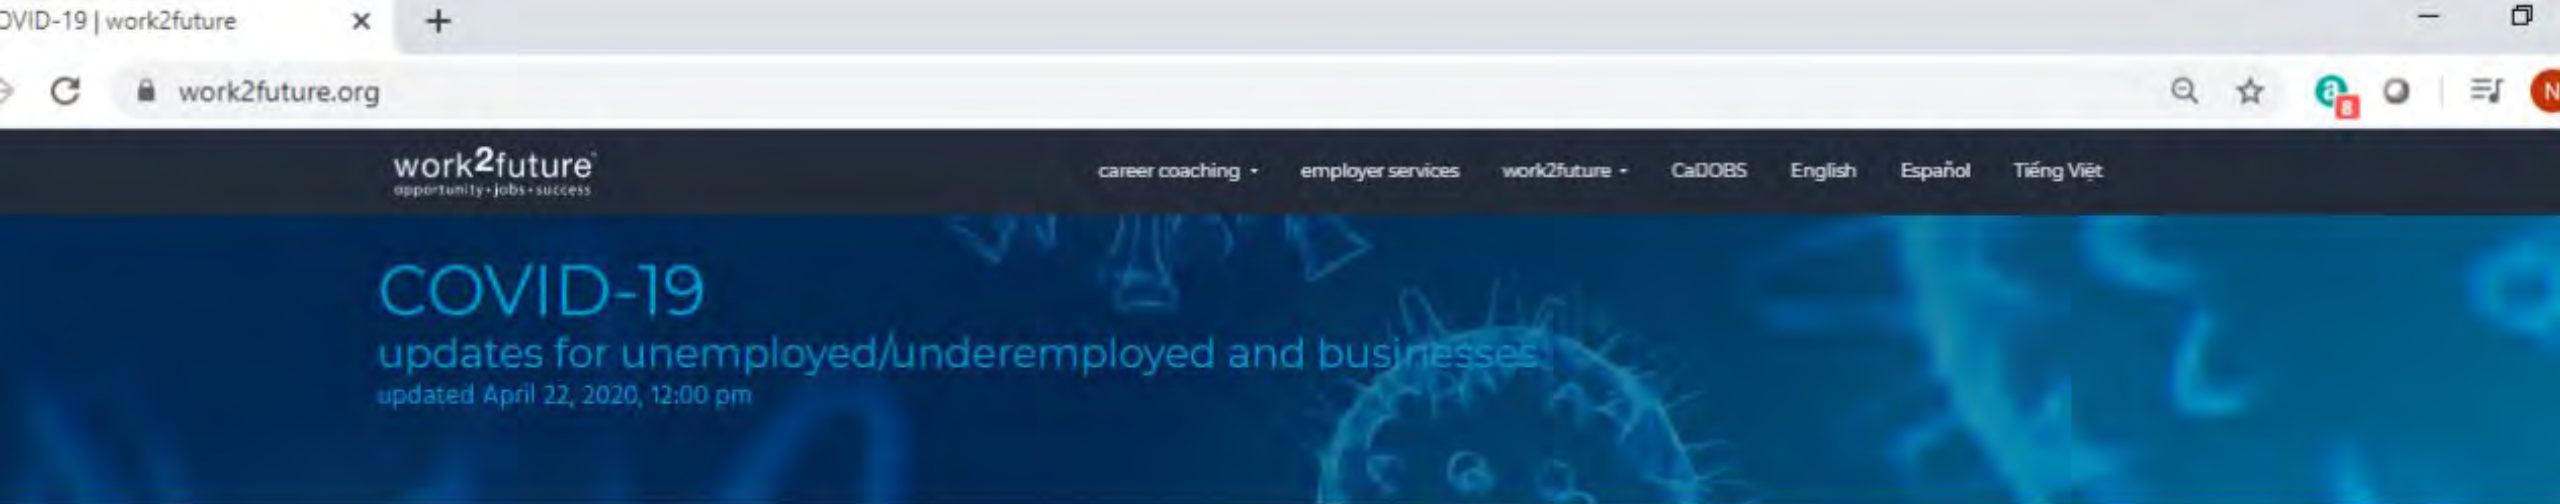 OVID-19 | work2future
work2future.org
8
N
work2future
opportunity • jobs • success
career coaching
employer services
work2future
CalJOBS
English
Español
Tiếng Việt
COVID-19
updates for unemployed/underemployed and businesses
updated April 22, 2020, 12:00 pm